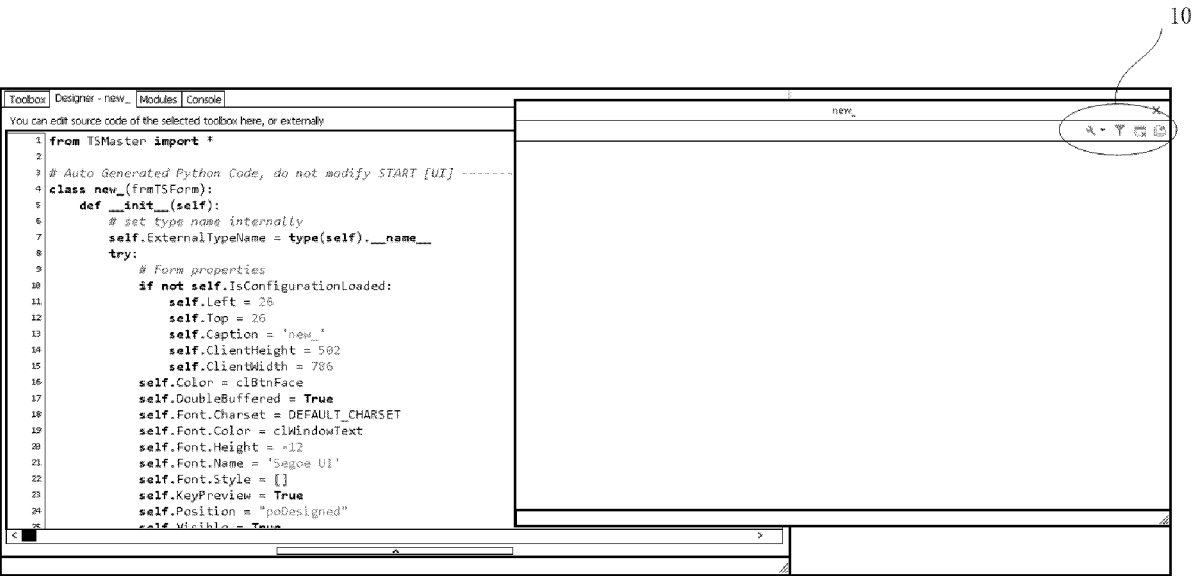 10
Toolbox Designer - new_ Modules Console
new_
You can edit source code of the selected toolbox here, or externally
1 from TSMaster import *
2
3 # Auto Generated Python Code, do not modify START [UI] -------
4 class new_(frmTSForm):
5 def __init__(self):
6 # set type name internally
7 self.ExternalTypeName = type(self).__name__
8 try:
9 # Form properties
10 if not self.IsConfigurationLoaded:
11 self.Left = 26
12 self.Top = 26
13 self.Caption = 'new_'
14 self.ClientHeight = 502
15 self.ClientWidth = 786
16 self.Color = clBtnFace
17 self.DoubleBuffered = True
18 self.Font.Charset = DEFAULT_CHARSET
19 self.Font.Color = clWindowText
20 self.Font.Height = -12
21 self.Font.Name = 'Segoe UI'
22 self.Font.Style = []
23 self.KeyPreview = True
24 self.Position = "poDesigned"
25 self.Visible = True